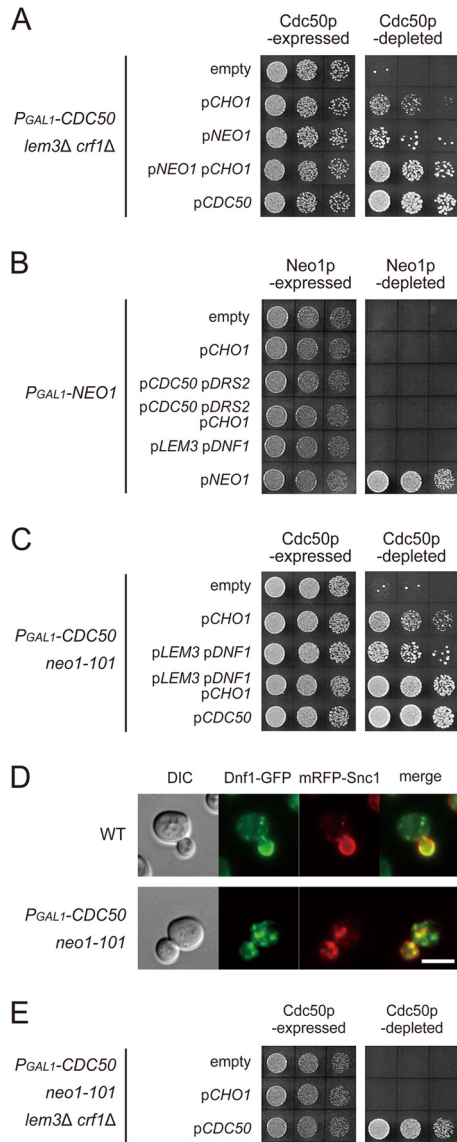 A
Cdc50p
-expressed
Cdc50p
-depleted
PGAL1-CDC50
lem3Δ crf1Δ
empty
pCHO1
pNEO1
pNEO1 pCHO1
pCDC50
B
Neo1p
-expressed
Neo1p
-depleted
PGAL1-NEO1
empty
pCHO1
pCDC50 pDRS2
pCDC50 pDRS2
pCHO1
pLEM3 pDNF1
pNEO1
C
Cdc50p
-expressed
Cdc50p
-depleted
PGAL1-CDC50
neo1-101
empty
pCHO1
pLEM3 pDNF1
pLEM3 pDNF1
pCHO1
pCDC50
D
DIC
Dnf1-GFP
mRFP-Snc1
merge
WT
PGAL1-CDC50
neo1-101
E
Cdc50p
-expressed
Cdc50p
-depleted
PGAL1-CDC50
neo1-101
lem3Δ crf1Δ
empty
pCHO1
pCDC50